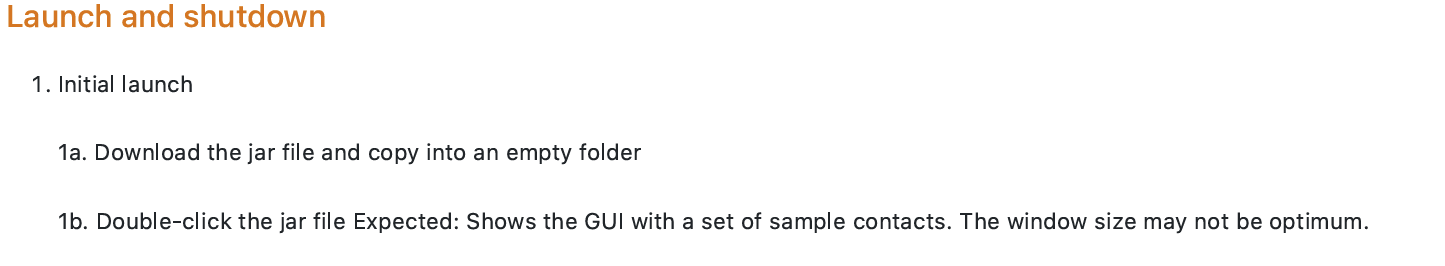 Launch and shutdown
1. Initial launch
1a. Download the jar file and copy into an empty folder
1b. Double-click the jar file Expected: Shows the GUI with a set of sample contacts. The window size may not be optimum.